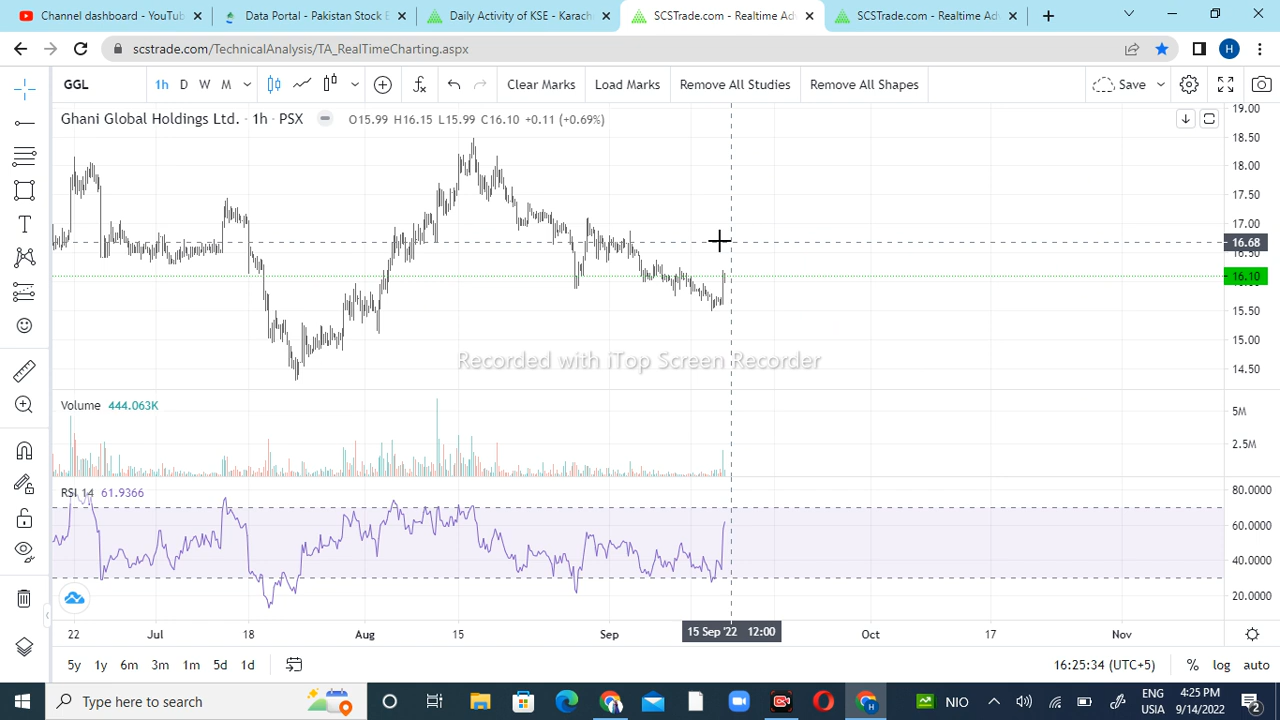 Channel dashboard - YouTub
Data Portal - Pakistan Stock E
Daily Activity of KSE - Karach
SCSTrade.com - Realtime Adv
SCSTrade.com - Realtime Adv
scstrade.com/TechnicalAnalysis/TA_RealTimeCharting.aspx
H
GGL 1h D W M Clear Marks Load Marks Remove All Studies Remove All Shapes Save
Ghani Global Holdings Ltd. · 1h · PSX O15.99 H16.15 L15.99 C16.10 +0.11 (+0.69%)
19.00
18.50
18.00
17.50
17.00
16.68
16.50
16.10
15.50
15.00
14.50
Recorded with iTop Screen Recorder
Volume 444.063K
5M
2.5M
RSI 14 61.9366
80.0000
60.0000
40.0000
20.0000
22 Jul 18 Aug 15 Sep 15 Sep '22 12:00 Oct 17 Nov
5y 1y 6m 3m 1m 5d 1d 16:25:34 (UTC+5) % log auto
Type here to search
NIO
ENG
USIA
4:25 PM
9/14/2022
2